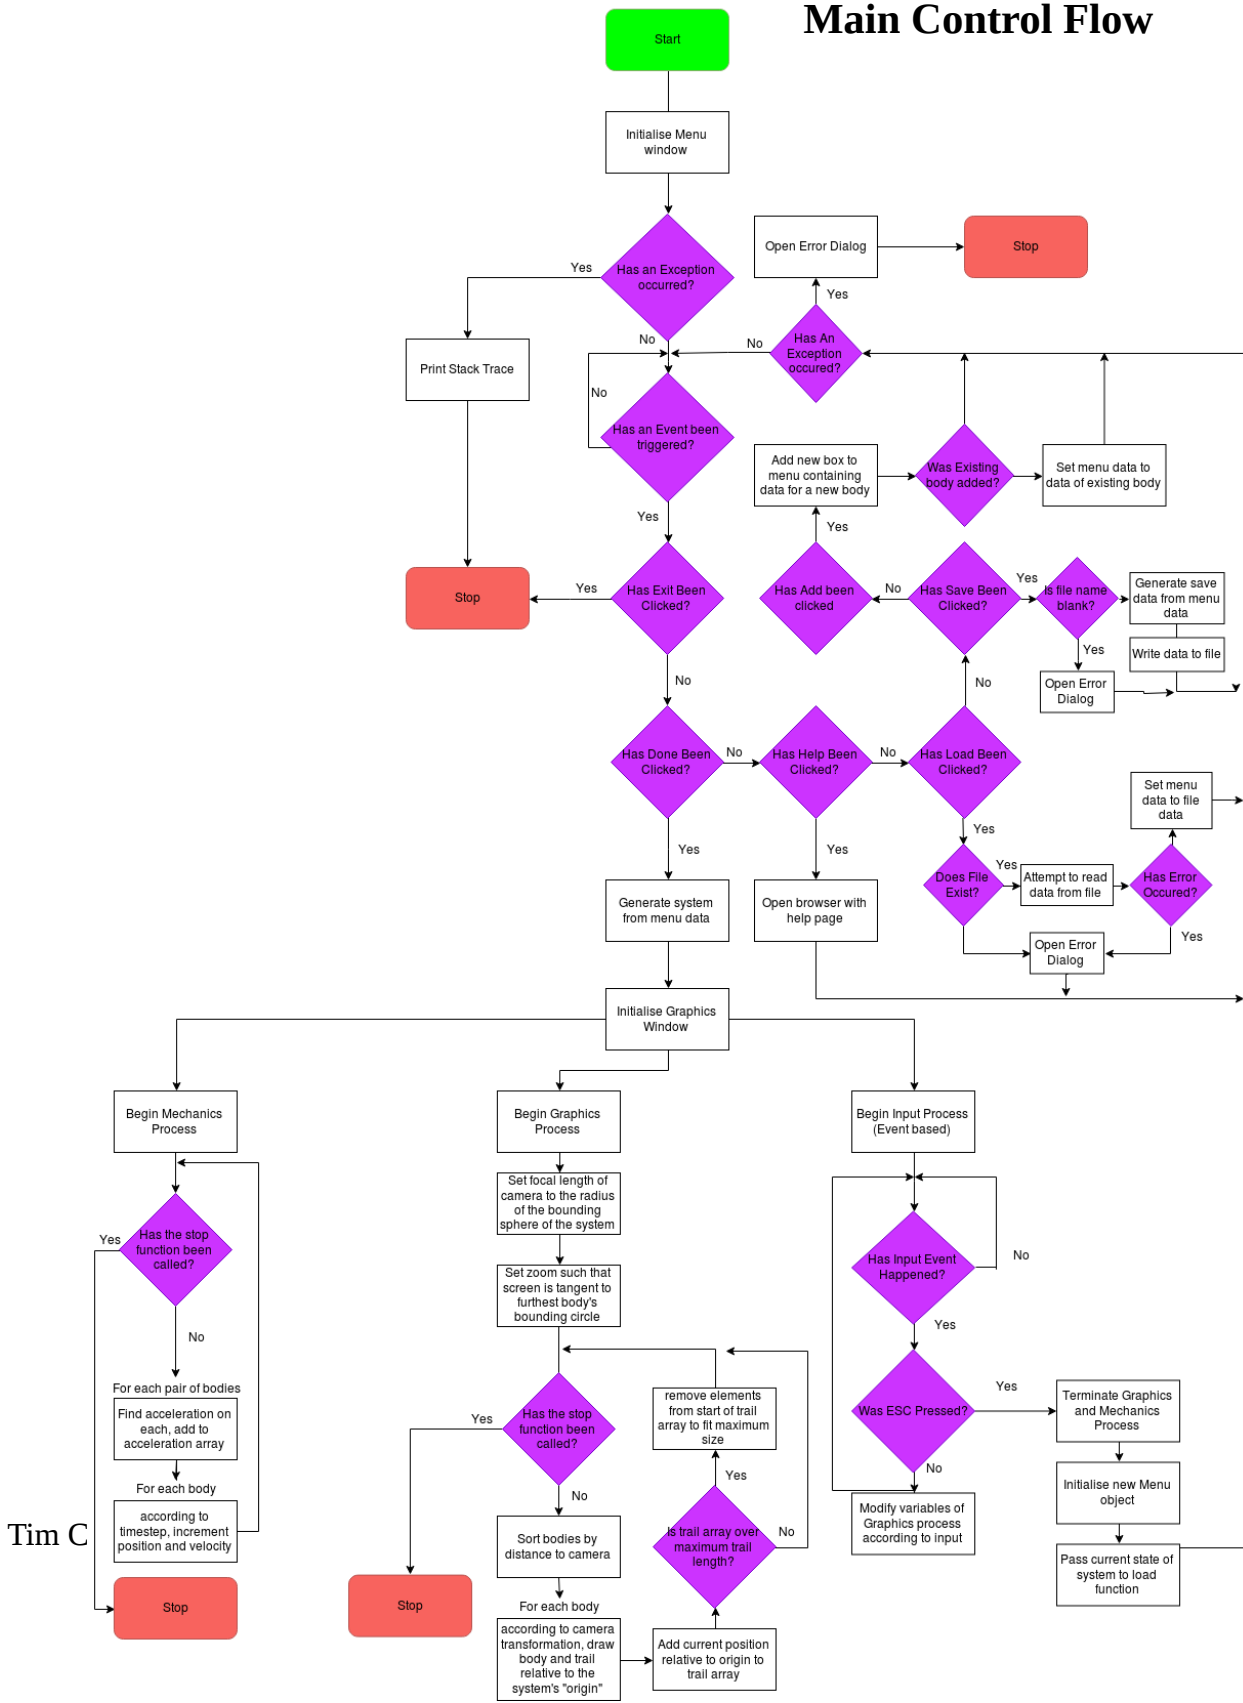 Main Control Flow
Start
Initialise Menu
window
Has an Exception
occurred?
Yes
No
Print Stack Trace
Open Error Dialog
Stop
Yes
Has An
Exception
occured?
No
No
Has an Event been
triggered?
Yes
Add new box to
menu containing
data for a new body
Was Existing
body added?
Set menu data to
data of existing body
Yes
Stop
Yes
Has Exit Been
Clicked?
No
Has Add been
clicked
No
Has Save Been
Clicked?
Yes
Is file name
blank?
Generate save
data from menu
data
Yes
Write data to file
Open Error
Dialog
No
Has Done Been
Clicked?
No
Has Help Been
Clicked?
No
Has Load Been
Clicked?
Yes
Yes
Yes
Set menu
data to file
data
Does File
Exist?
Yes
Attempt to read
data from file
Has Error
Occured?
Yes
Open Error
Dialog
Generate system
from menu data
Open browser with
help page
Initialise Graphics
Window
Begin Mechanics
Process
Begin Graphics
Process
Begin Input Process
(Event based)
Yes
Has the stop
function been
called?
No
For each pair of bodies
Find acceleration on
each, add to
acceleration array
For each body
according to
timestep, increment
position and velocity
Tim C
Stop
Set focal length of
camera to the radius
of the bounding
sphere of the system
Set zoom such that
screen is tangent to
furthest body's
bounding circle
Yes
Has the stop
function been
called?
No
Stop
Sort bodies by
distance to camera
For each body
according to camera
transformation, draw
body and trail
relative to the
system's "origin"
Add current position
relative to origin to
trail array
Is trail array over
maximum trail
length?
Yes
No
remove elements
from start of trail
array to fit maximum
size
Has Input Event
Happened?
No
Yes
Was ESC Pressed?
Yes
No
Modify variables of
Graphics process
according to input
Terminate Graphics
and Mechanics
Process
Initialise new Menu
object
Pass current state of
system to load
function